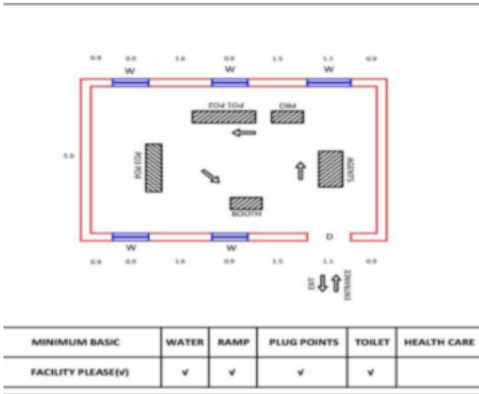 0.9 0.9 1.6 0.9 1.5 1.1 0.9
W W W
PO2 PO1 PRO
5.6
PO3 PO4
AGENTS
BOOTH
D
W W
0.9 0.9 1.6 0.9 1.5 1.1 0.9
EXIT ENTRANCE
MINIMUM BASIC WATER RAMP PLUG POINTS TOILET HEALTH CARE
FACILITY PLEASE(√) √ √ √ √